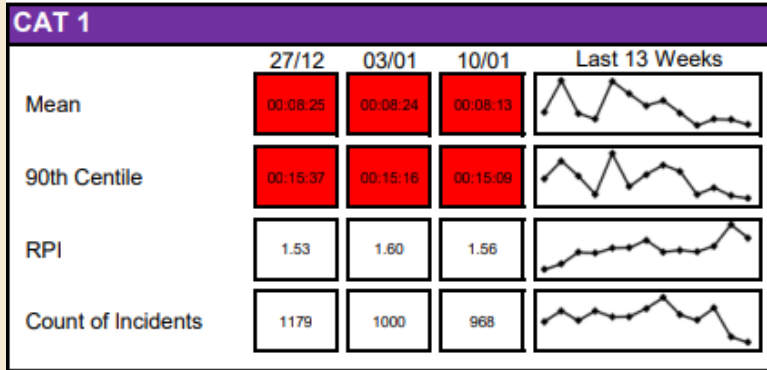 CAT 1
27/12 03/01 10/01 Last 13 Weeks
Mean 00:08:25 00:08:24 00:08:13
90th Centile 00:15:37 00:15:16 00:15:09
RPI 1.53 1.60 1.56
Count of Incidents 1179 1000 968